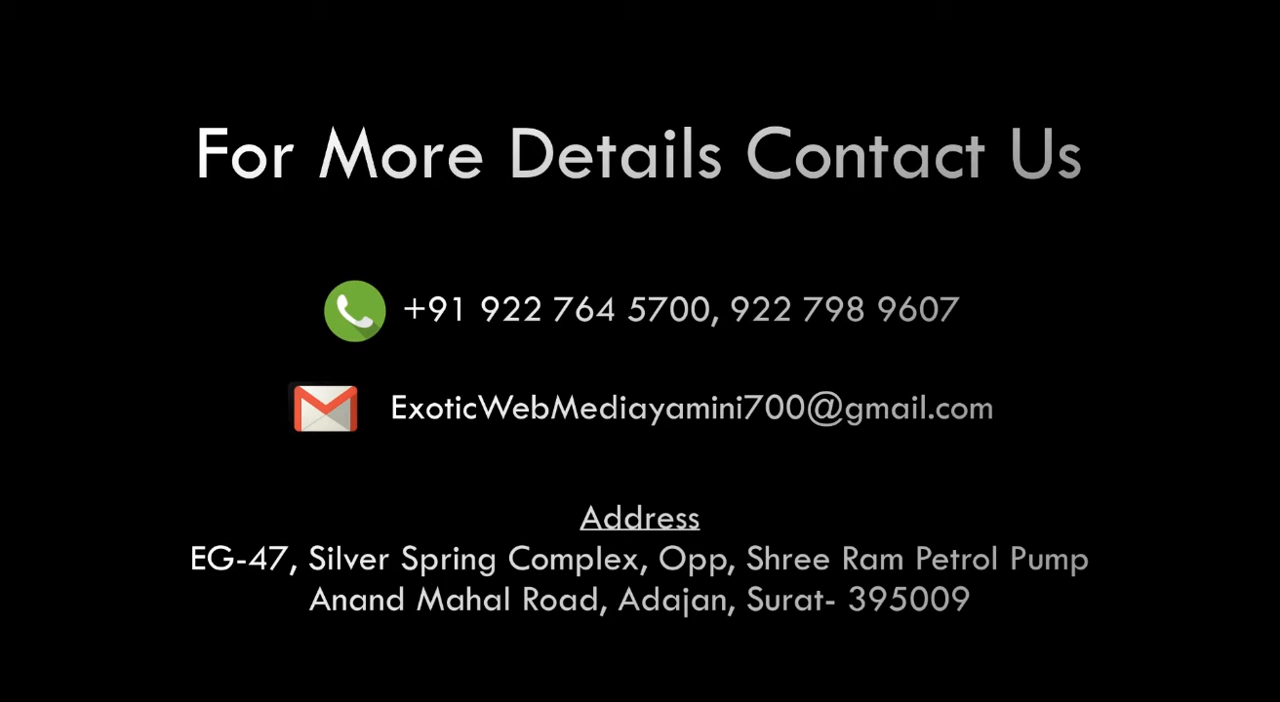 For More Details Contact Us
+91 922 764 5700, 922 798 9607
ExoticWebMediayamini700@gmail.com
Address
EG-47, Silver Spring Complex, Opp, Shree Ram Petrol Pump
Anand Mahal Road, Adajan, Surat- 395009